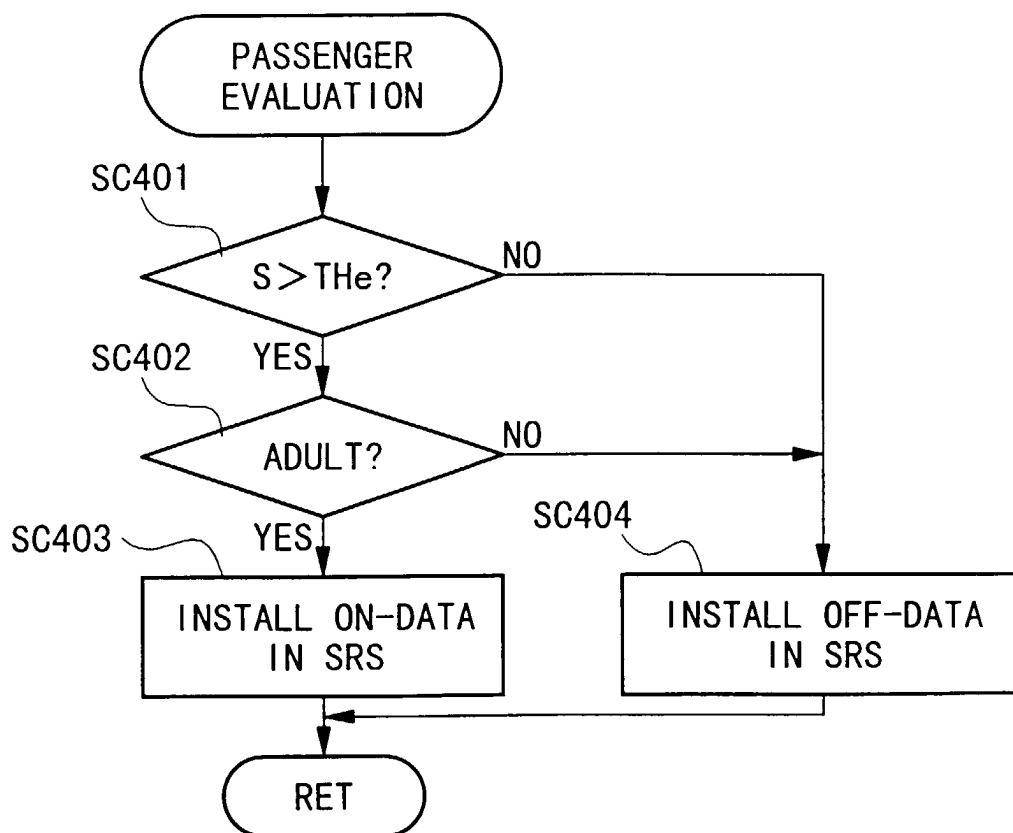 PASSENGER
EVALUATION
SC401
S>THe?
NO
YES
SC402
ADULT?
NO
YES
SC403
SC404
INSTALL ON-DATA
IN SRS
INSTALL OFF-DATA
IN SRS
RET